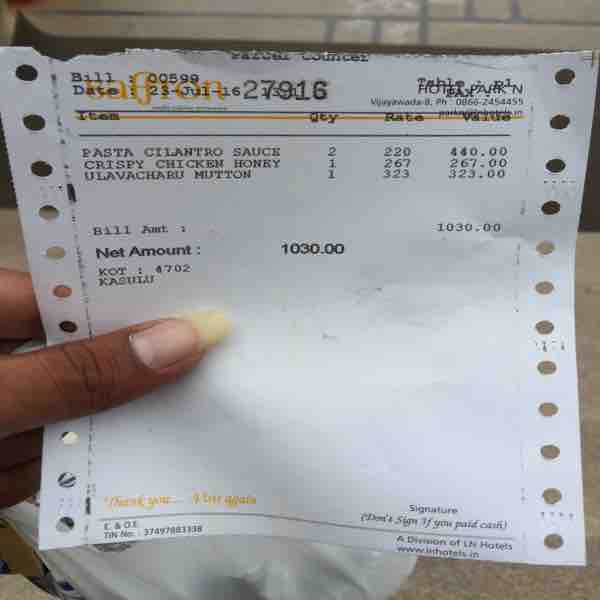 Parcel Counter
Bill : 00599
saffron 27916
Table : P1
HOTEL PARK'N
Date : 23-Jul-16
Vijayawada-8, Ph : 0866-2454455
Item Qty Rate Value
PASTA CILANTRO SAUCE 2 220 440.00
CRISPY CHICKEN HONEY 1 267 267.00
ULAVACHARU MUTTON 1 323 323.00
Bill Amt : 1030.00
Net Amount : 1030.00
KOT : 4702
KASULU
Thank you... Visit again
Signature
(Don't Sign If you paid cash)
E. & O.E.
TIN No. : 37497883338
A Division of LN Hotels
www.lnhotels.in